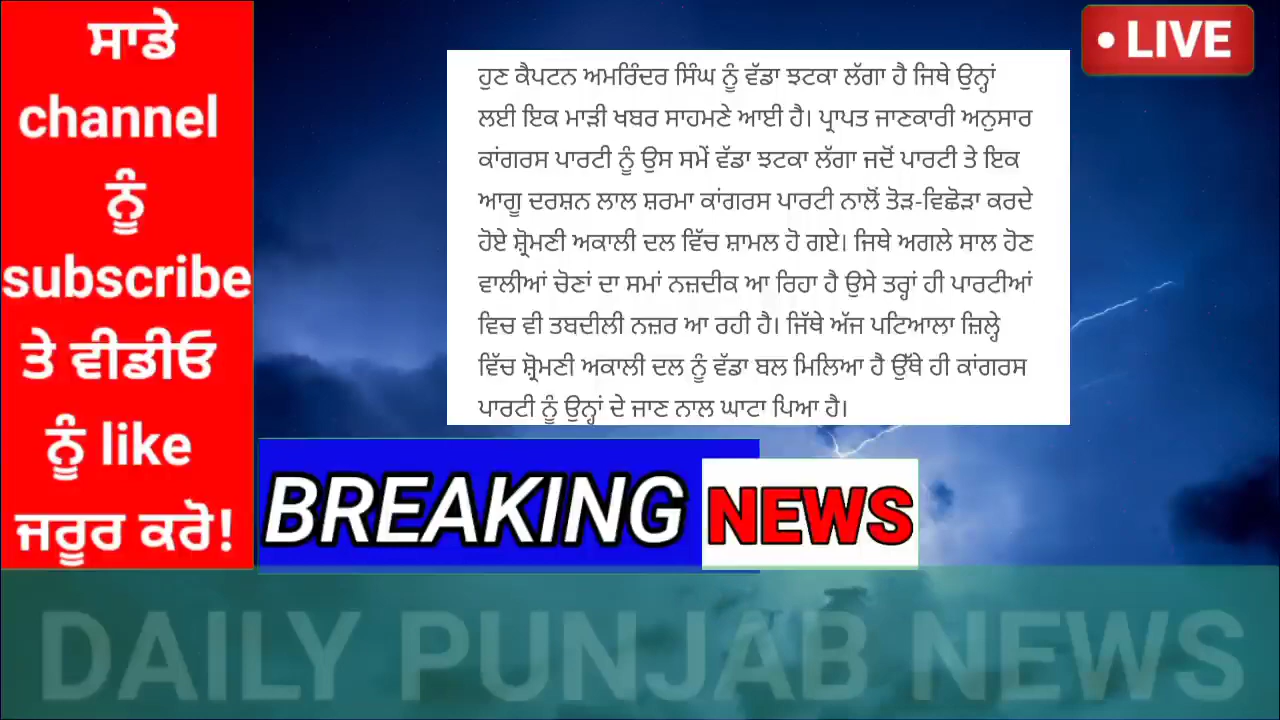 ਸਾਡੇ
channel
ਨੂੰ
subscribe
ਤੇ ਵੀਡੀਓ
ਨੂੰ like
ਜਰੂਰ ਕਰੋ!
• LIVE
ਹੁਣ ਕੈਪਟਨ ਅਮਰਿੰਦਰ ਸਿੰਘ ਨੂੰ ਵੱਡਾ ਝਟਕਾ ਲੱਗਾ ਹੈ ਜਿਥੇ ਉਨ੍ਹਾਂ
ਲਈ ਇਕ ਮਾੜੀ ਖਬਰ ਸਾਹਮਣੇ ਆਈ ਹੈ। ਪ੍ਰਾਪਤ ਜਾਣਕਾਰੀ ਅਨੁਸਾਰ
ਕਾਂਗਰਸ ਪਾਰਟੀ ਨੂੰ ਉਸ ਸਮੇਂ ਵੱਡਾ ਝਟਕਾ ਲੱਗਾ ਜਦੋਂ ਪਾਰਟੀ ਤੇ ਇਕ
ਆਗੂ ਦਰਸ਼ਨ ਲਾਲ ਸ਼ਰਮਾ ਕਾਂਗਰਸ ਪਾਰਟੀ ਨਾਲੋਂ ਤੋੜ-ਵਿਛੋੜਾ ਕਰਦੇ
ਹੋਏ ਸ਼੍ਰੋਮਣੀ ਅਕਾਲੀ ਦਲ ਵਿੱਚ ਸ਼ਾਮਲ ਹੋ ਗਏ। ਜਿਥੇ ਅਗਲੇ ਸਾਲ ਹੋਣ
ਵਾਲੀਆਂ ਚੋਣਾਂ ਦਾ ਸਮਾਂ ਨਜ਼ਦੀਕ ਆ ਰਿਹਾ ਹੈ ਉਸੇ ਤਰ੍ਹਾਂ ਹੀ ਪਾਰਟੀਆਂ
ਵਿਚ ਵੀ ਤਬਦੀਲੀ ਨਜ਼ਰ ਆ ਰਹੀ ਹੈ। ਜਿੱਥੇ ਅੱਜ ਪਟਿਆਲਾ ਜ਼ਿਲ੍ਹੇ
ਵਿੱਚ ਸ਼੍ਰੋਮਣੀ ਅਕਾਲੀ ਦਲ ਨੂੰ ਵੱਡਾ ਬਲ ਮਿਲਿਆ ਹੈ ਉੱਥੇ ਹੀ ਕਾਂਗਰਸ
ਪਾਰਟੀ ਨੂੰ ਉਨ੍ਹਾਂ ਦੇ ਜਾਣ ਨਾਲ ਘਾਟਾ ਪਿਆ ਹੈ।
BREAKING NEWS
DAILY PUNJAB NEWS